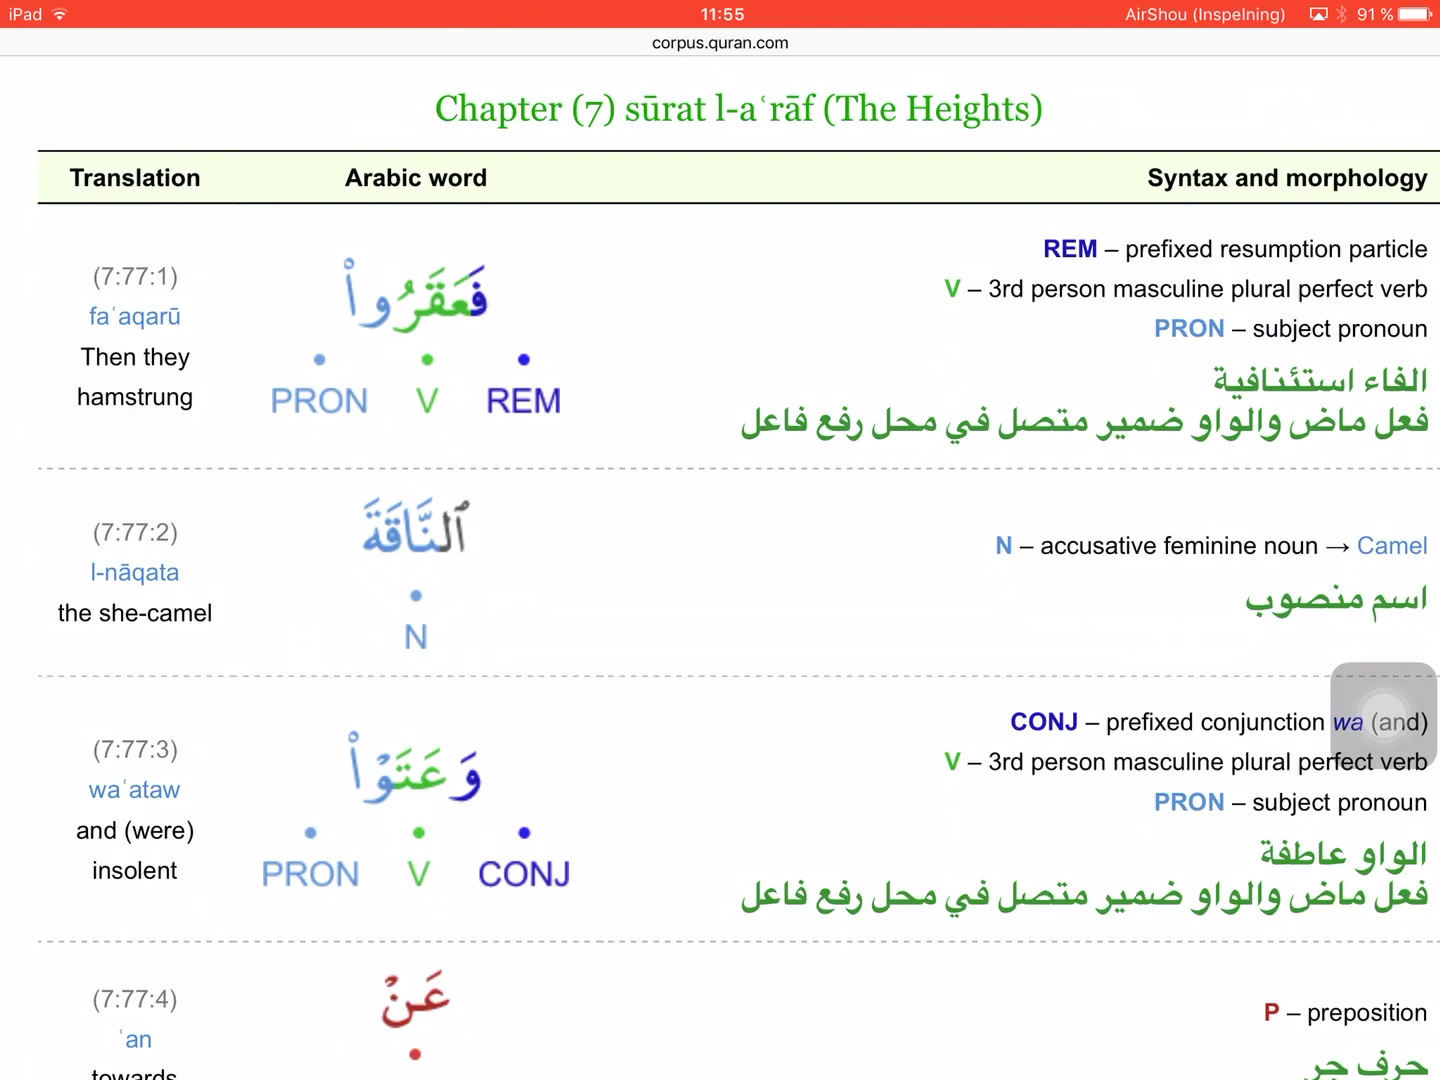 iPad 11:55 AirShou (Inspelning) 91 %
corpus.quran.com
Chapter (7) sūrat l-aʿrāf (The Heights)
Translation Arabic word Syntax and morphology
(7:77:1)
faʿaqarū
Then they
hamstrung
فَعَقَرُوا۟
PRON V REM
REM – prefixed resumption particle
V – 3rd person masculine plural perfect verb
PRON – subject pronoun
الفاء استئنافية
فعل ماض والواو ضمير متصل في محل رفع فاعل
(7:77:2)
l-nāqata
the she-camel
ٱلنَّاقَةَ
N
N – accusative feminine noun → Camel
اسم منصوب
(7:77:3)
waʿataw
and (were)
insolent
وَعَتَوْا۟
PRON V CONJ
CONJ – prefixed conjunction wa (and)
V – 3rd person masculine plural perfect verb
PRON – subject pronoun
الواو عاطفة
فعل ماض والواو ضمير متصل في محل رفع فاعل
(7:77:4)
ʿan
towards
عَنْ
P – preposition
حرف جر